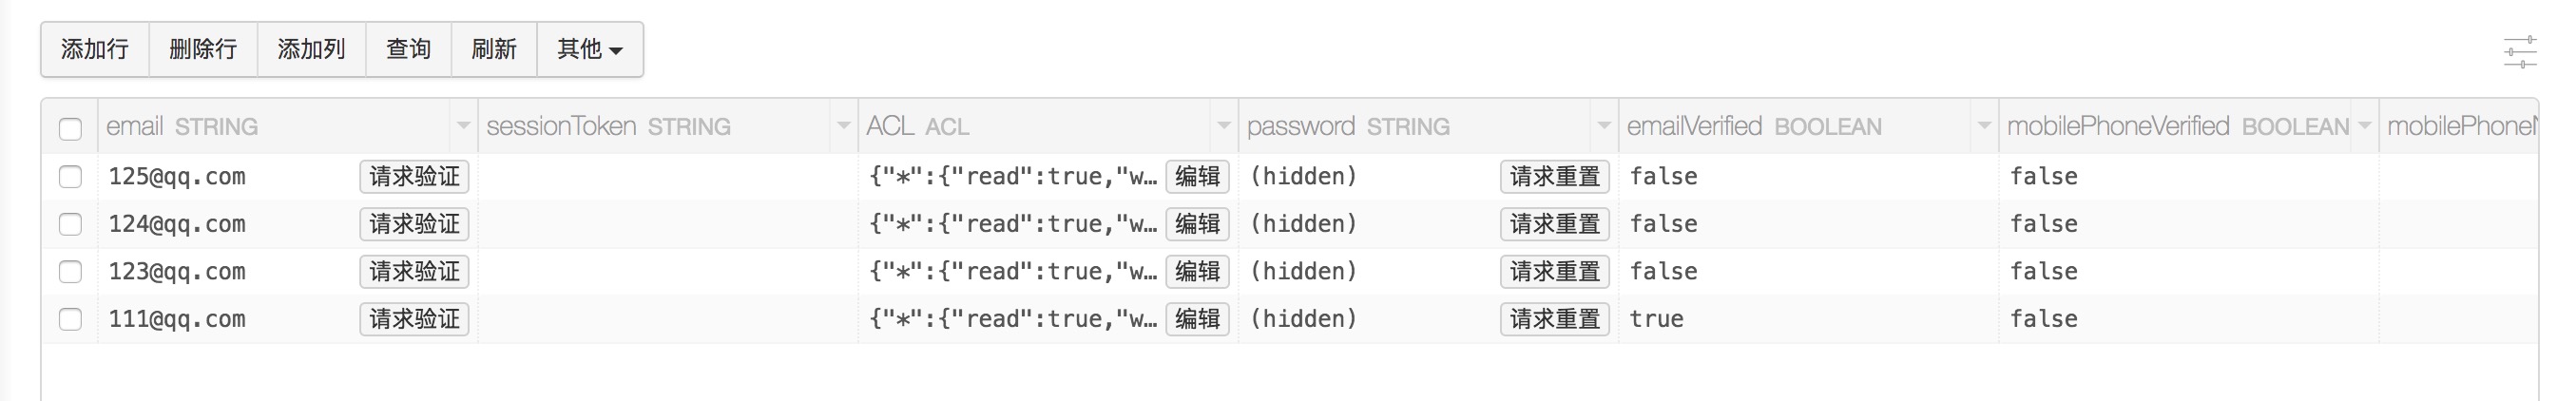 添加行 删除行 添加列 查询 刷新 其他
email STRING sessionToken STRING ACL ACL password STRING emailVerified BOOLEAN mobilePhoneVerified BOOLEAN mobilePhoneN
125@qq.com 请求验证 {"*":{"read":true,"w… 编辑 (hidden) 请求重置 false false
124@qq.com 请求验证 {"*":{"read":true,"w… 编辑 (hidden) 请求重置 false false
123@qq.com 请求验证 {"*":{"read":true,"w… 编辑 (hidden) 请求重置 false false
111@qq.com 请求验证 {"*":{"read":true,"w… 编辑 (hidden) 请求重置 true false